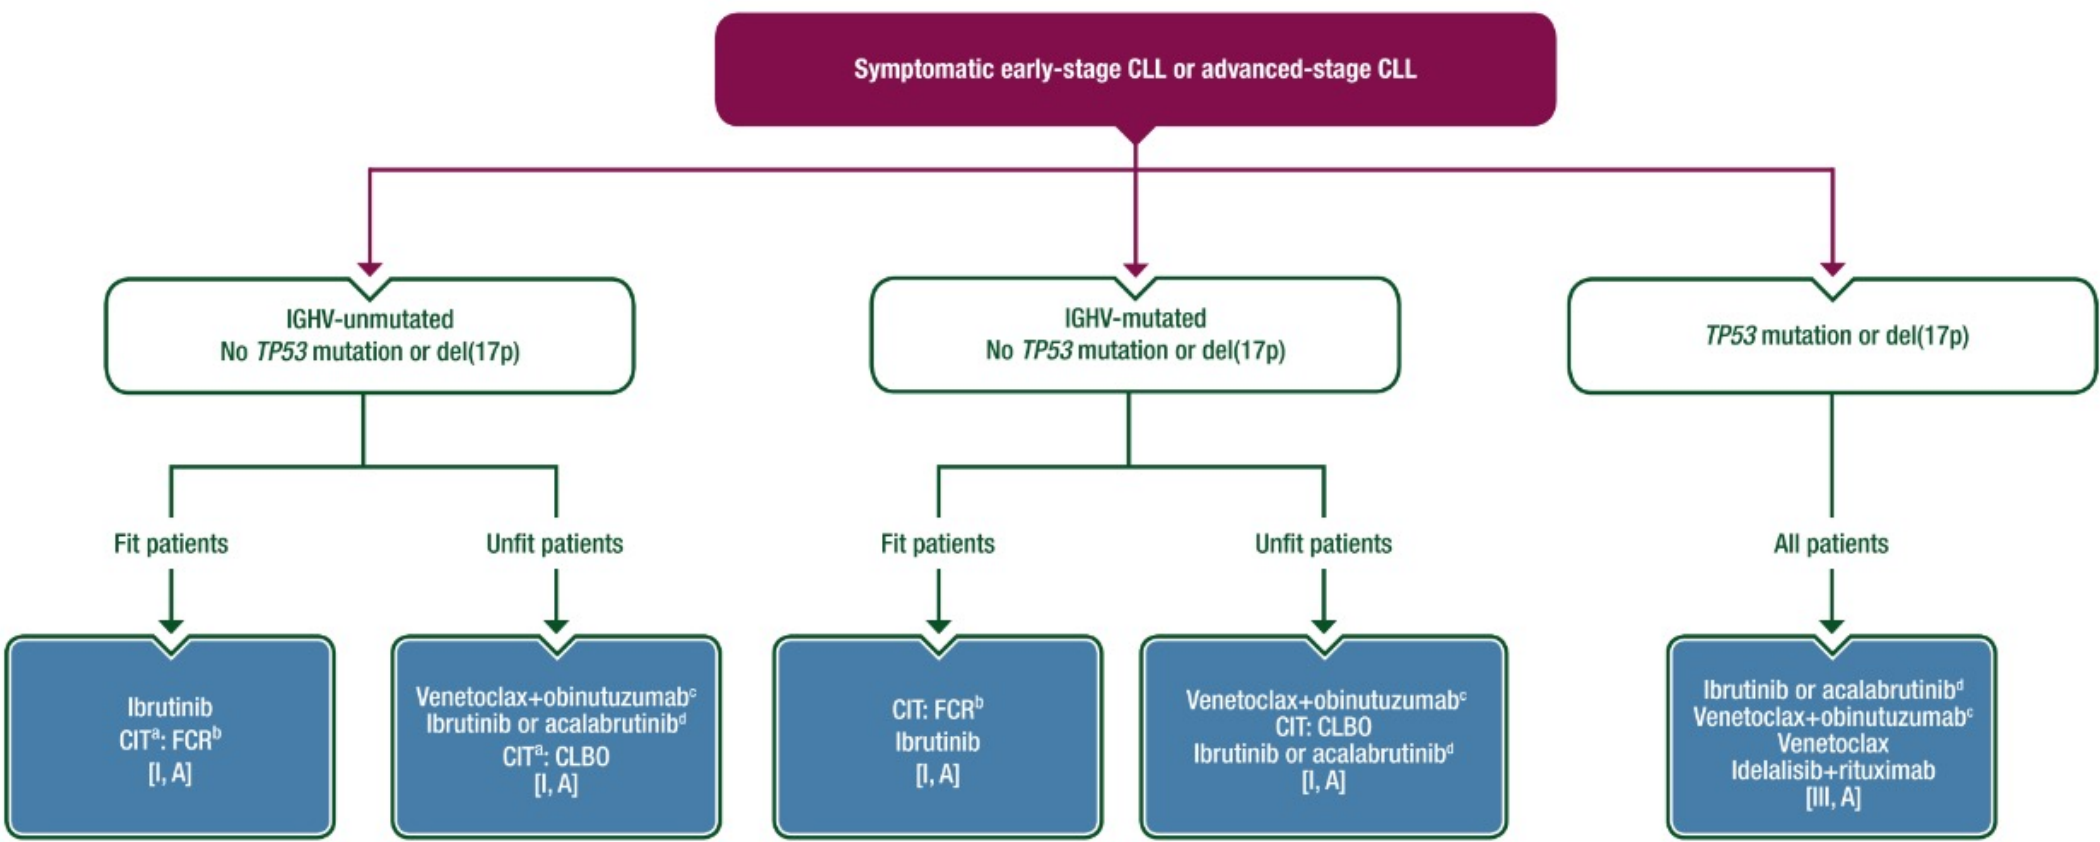 Symptomatic early-stage CLL or advanced-stage CLL
IGHV-unmutated
No TP53 mutation or del(17p)
IGHV-mutated
No TP53 mutation or del(17p)
TP53 mutation or del(17p)
Fit patients
Unfit patients
Fit patients
Unfit patients
All patients
Ibrutinib
CITᵃ: FCRᵇ
[I, A]
Venetoclax+obinutuzumabᶜ
Ibrutinib or acalabrutinibᵈ
CITᵃ: CLBO
[I, A]
CIT: FCRᵇ
Ibrutinib
[I, A]
Venetoclax+obinutuzumabᶜ
CIT: CLBO
Ibrutinib or acalabrutinibᵈ
[I, A]
Ibrutinib or acalabrutinibᵈ
Venetoclax+obinutuzumabᶜ
Venetoclax
Idelalisib+rituximab
[III, A]